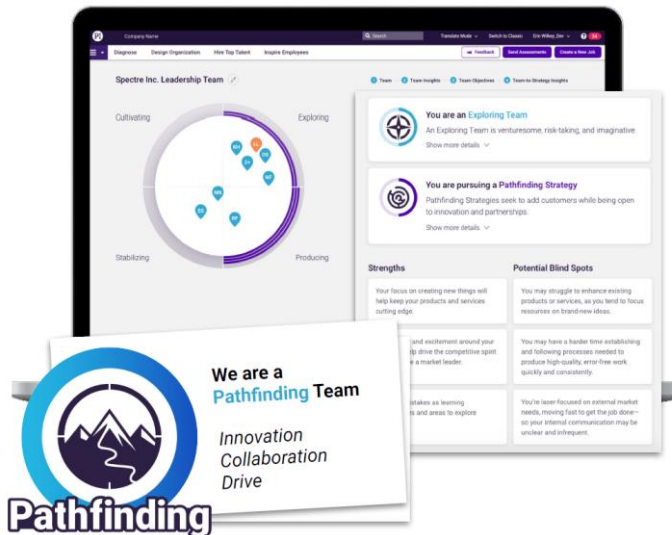 Company Name
Search
Translate Mode
Switch to Classic
Diagnose
Design Organization
Hire Top Talent
Inspire Employees
Feedback
Send Assessments
Create a New Job
Spectre Inc. Leadership Team
Team
Team Insights
Team Objectives
Team-to-Strategy Insights
Cultivating
Exploring
Stabilizing
Producing
You are an Exploring Team
An Exploring Team is venturesome, risk-taking, and imaginative.
Show more details
You are pursuing a Pathfinding Strategy
Pathfinding Strategies seek to add customers while being open
to innovation and partnerships.
Show more details
Strengths
Your focus on creating new things will
help keep your products and services
cutting edge.
and excitement around your
drive the competitive spirit
a market leader.
as learning
and areas to explore
Potential Blind Spots
You may struggle to enhance existing
products or services, as you tend to focus
resources on brand-new ideas.
You may have a harder time establishing
and following processes needed to
produce high-quality, error-free work
quickly and consistently.
You're laser-focused on external market
needs, moving fast to get the job done—
so your internal communication may be
unclear and infrequent.
We are a
Pathfinding Team
Innovation
Collaboration
Drive
Pathfinding